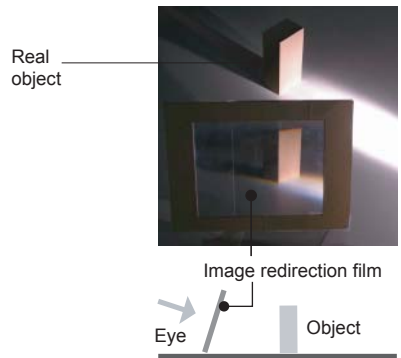 Real
object
Image redirection film
Eye
Object